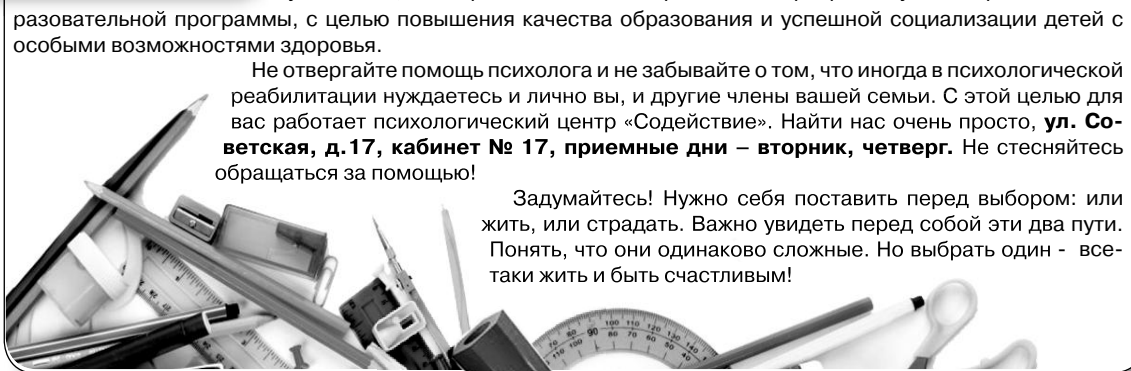 разовательной программы, с целью повышения качества образования и успешной социализации детей с
особыми возможностями здоровья.
Не отвергайте помощь психолога и не забывайте о том, что иногда в психологической
реабилитации нуждаетесь и лично вы, и другие члены вашей семьи. С этой целью для
вас работает психологический центр «Содействие». Найти нас очень просто, ул. Со-
ветская, д.17, кабинет № 17, приемные дни – вторник, четверг. Не стесняйтесь
обращаться за помощью!
Задумайтесь! Нужно себя поставить перед выбором: или
жить, или страдать. Важно увидеть перед собой эти два пути.
Понять, что они одинаково сложные. Но выбрать один - все-
таки жить и быть счастливым!